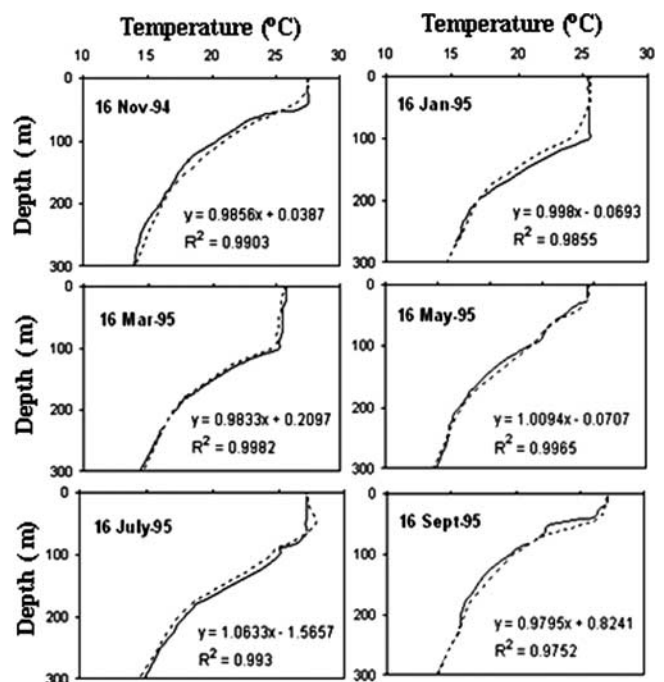 Temperature (ºC) Temperature (ºC)
10 15 20 25 30 10 15 20 25 30
0 0
16 Nov-94 16 Jan-95
Depth ( m)
100 100
200 200
y = 0.9856x + 0.0387 y = 0.998x - 0.0693
R² = 0.9903 R² = 0.9855
300 300
0 0
16 Mar-95 16 May-95
Depth ( m)
100 100
200 200
y = 0.9833x + 0.2097 y = 1.0094x - 0.0707
R² = 0.9982 R² = 0.9965
300 300
0 0
16 July-95 16 Sept-95
Depth ( m)
100 100
200 200
y = 1.0633x - 1.5657 y = 0.9795x + 0.8241
R² = 0.993 R² = 0.9752
300 300